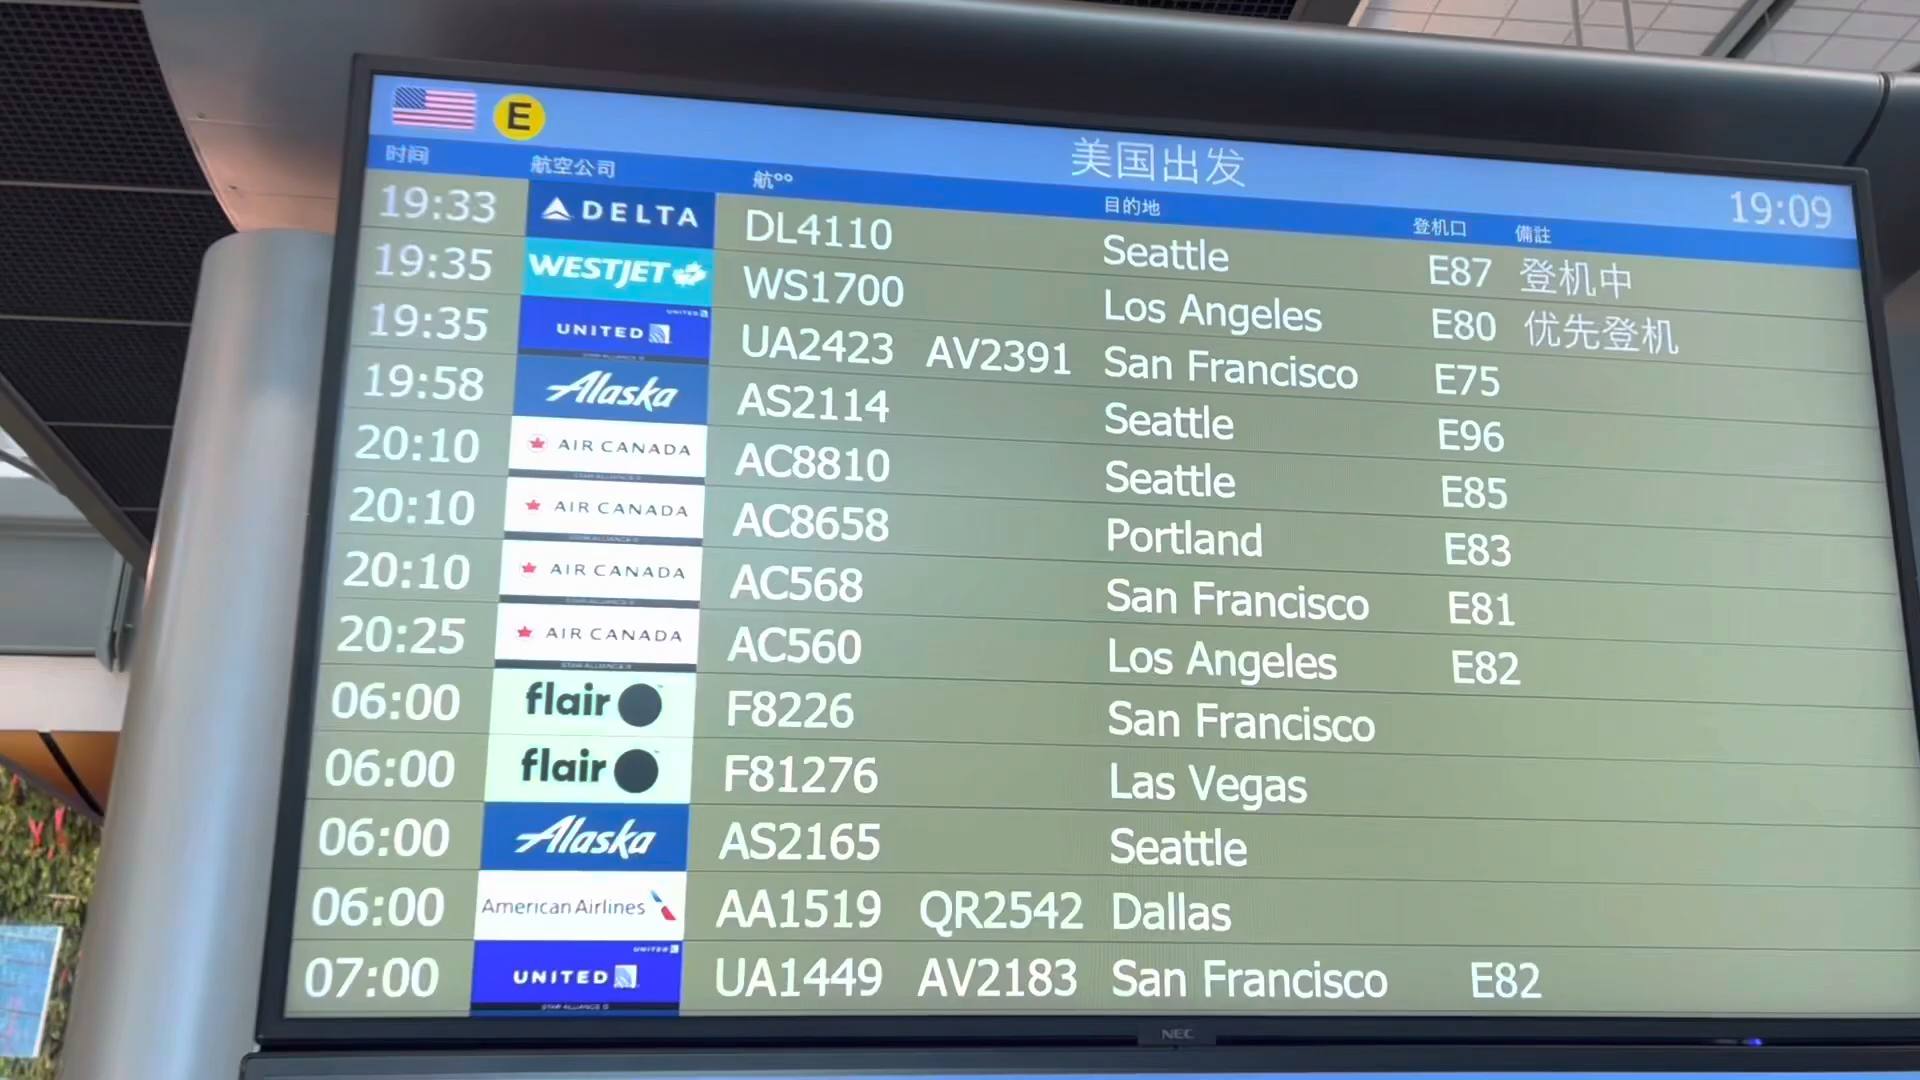 E
美国出发
19:09
时间 航空公司 航°° 目的地 登机口 備註
19:33 DELTA DL4110 Seattle E87 登机中
19:35 WESTJET WS1700 Los Angeles E80 优先登机
19:35 UNITED UNITED UA2423 AV2391 San Francisco E75
19:58 Alaska AS2114 Seattle E96
20:10 AIR CANADA AC8810 Seattle E85
20:10 AIR CANADA AC8658 Portland E83
20:10 AIR CANADA AC568 San Francisco E81
20:25 AIR CANADA AC560 Los Angeles E82
06:00 flair F8226 San Francisco
06:00 flair F81276 Las Vegas
06:00 Alaska AS2165 Seattle
06:00 American Airlines AA1519 QR2542 Dallas
07:00 UNITED UNITED UA1449 AV2183 San Francisco E82
STAR ALLIANCE
NEC